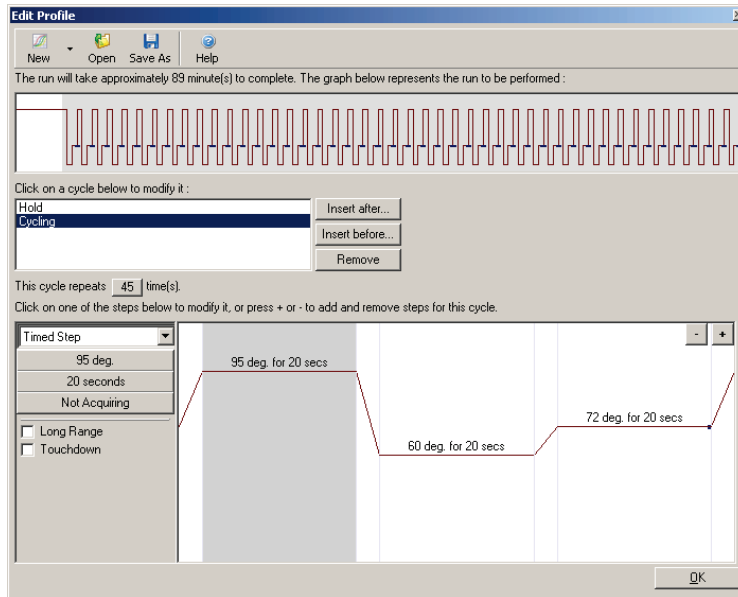 Edit Profile
New Open Save As Help
The run will take approximately 89 minute(s) to complete. The graph below represents the run to be performed :
Click on a cycle below to modify it :
Hold
Cycling
Insert after...
Insert before...
Remove
This cycle repeats 45 time(s).
Click on one of the steps below to modify it, or press + or - to add and remove steps for this cycle.
Timed Step
- +
95 deg.
20 seconds
Not Acquiring
Long Range
Touchdown
95 deg. for 20 secs
60 deg. for 20 secs
72 deg. for 20 secs
OK